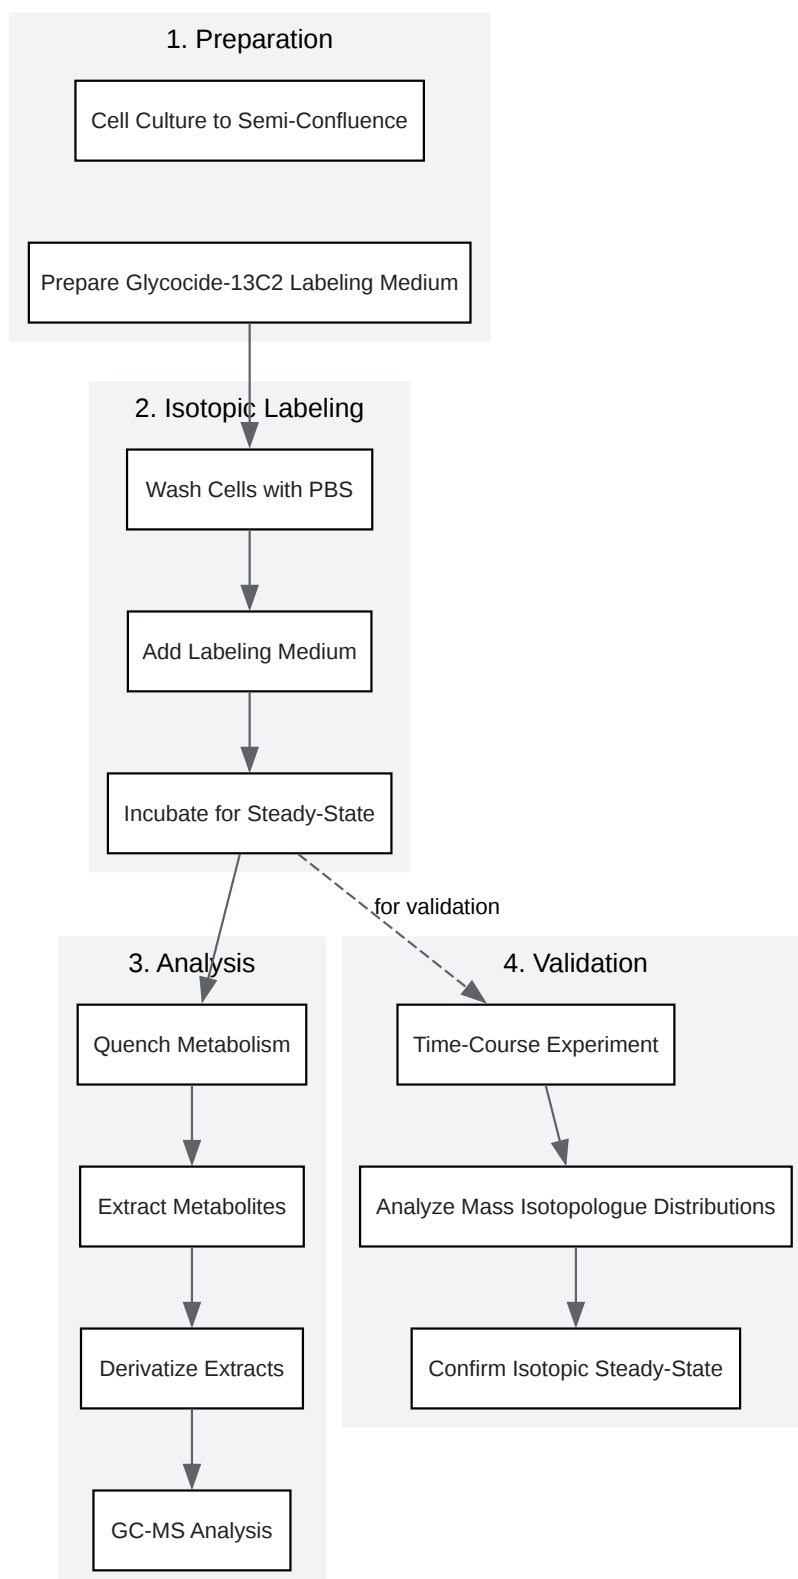 1. Preparation
Cell Culture to Semi-Confluence
Prepare Glycocide-13C2 Labeling Medium
2. Isotopic Labeling
Wash Cells with PBS
Add Labeling Medium
Incubate for Steady-State
for validation
3. Analysis
Quench Metabolism
Extract Metabolites
Derivatize Extracts
GC-MS Analysis
4. Validation
Time-Course Experiment
Analyze Mass Isotopologue Distributions
Confirm Isotopic Steady-State